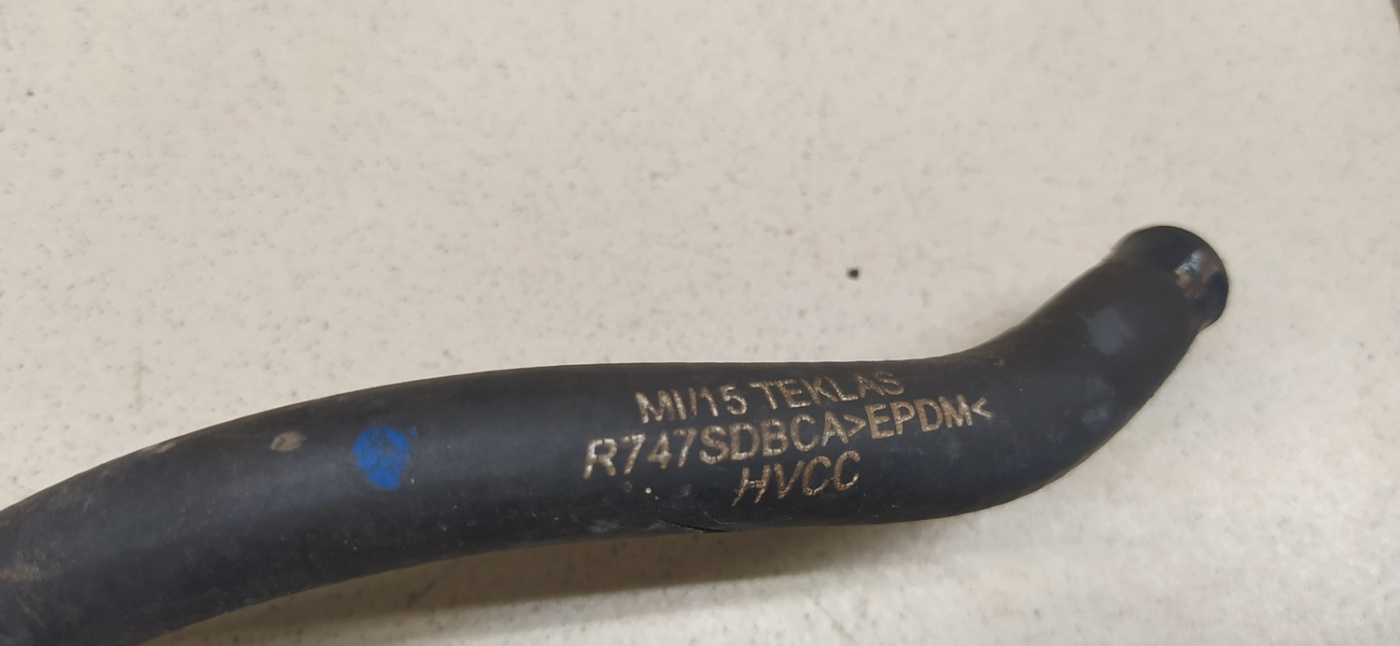 MI/15 TEKLAS
R747SDBCA>EPDM<
HVCC